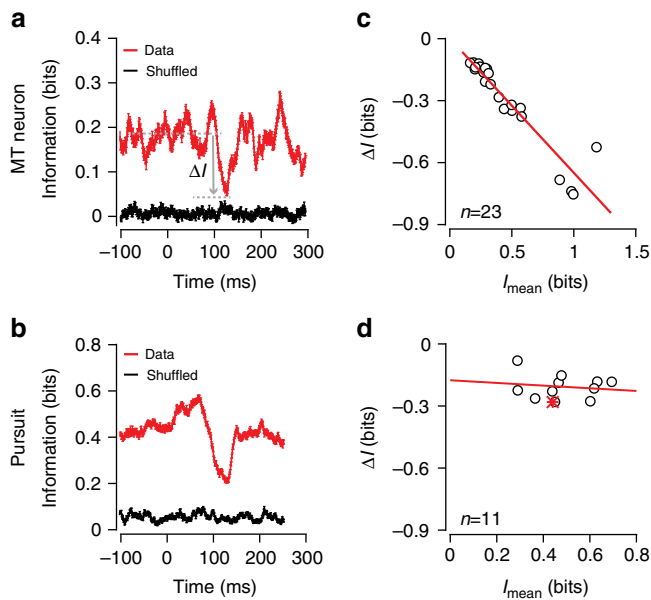 a
Data
Shuffled
0.4
0.3
0.2
0.1
0
ΔI
MT neuron
Information (bits)
−100 0 100 200 300
Time (ms)
c
0
−0.3
−0.6
−0.9
ΔI (bits)
n=23
0 0.5 1 1.5
Imean (bits)
b
Data
Shuffled
0.8
0.6
0.4
0.2
0
Pursuit
Information (bits)
−100 0 100 200 300
Time (ms)
d
0
−0.3
−0.6
−0.9
ΔI (bits)
n=11
0 0.2 0.4 0.6 0.8
Imean (bits)